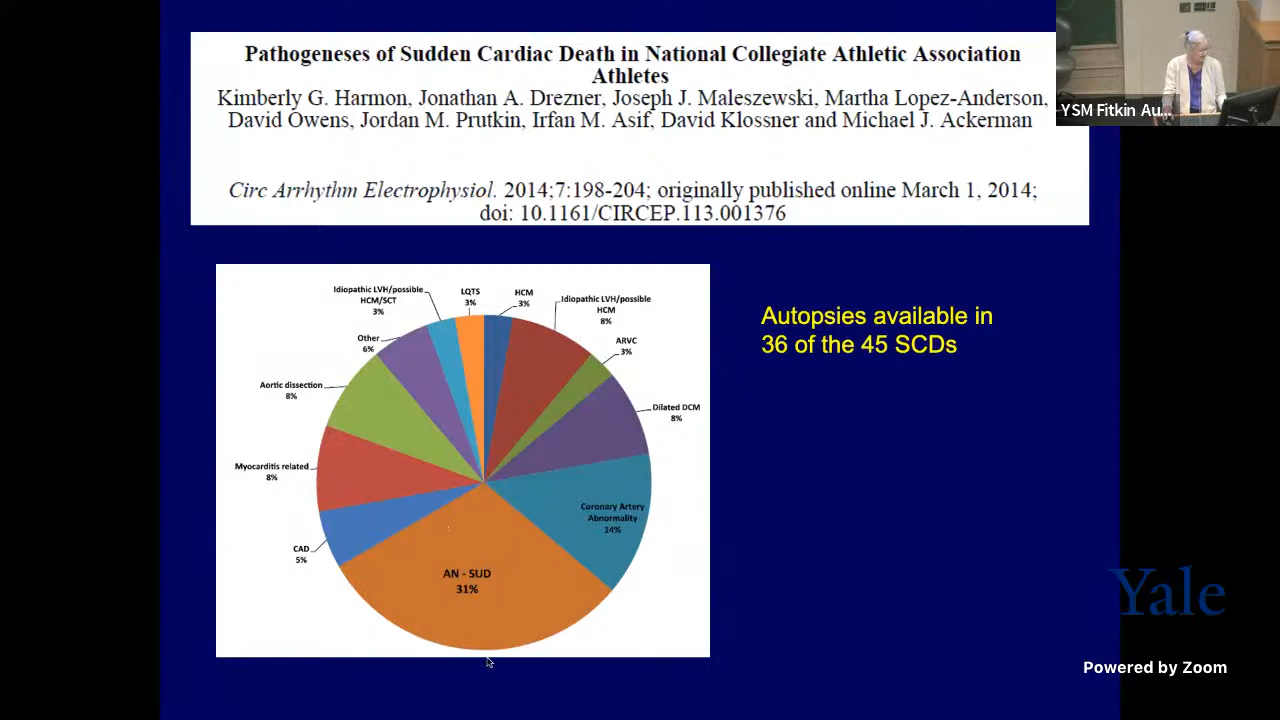 Pathogeneses of Sudden Cardiac Death in National Collegiate Athletic Association
Athletes
Kimberly G. Harmon, Jonathan A. Drezner, Joseph J. Maleszewski, Martha Lopez-Anderson,
David Owens, Jordan M. Prutkin, Irfan M. Asif, David Klossner and Michael J. Ackerman
Circ Arrhythm Electrophysiol. 2014;7:198-204; originally published online March 1, 2014;
doi: 10.1161/CIRCEP.113.001376
YSM Fitkin Au...
Idiopathic LVH/possible
HCM/SCT
3%
LQTS
3%
HCM
3%
Idiopathic LVH/possible
HCM
8%
Other
6%
ARVC
3%
Aortic dissection
8%
Dilated DCM
8%
Myocarditis related
8%
Coronary Artery
Abnormality
14%
CAD
5%
AN - SUD
31%
Autopsies available in
36 of the 45 SCDs
Yale
Powered by Zoom